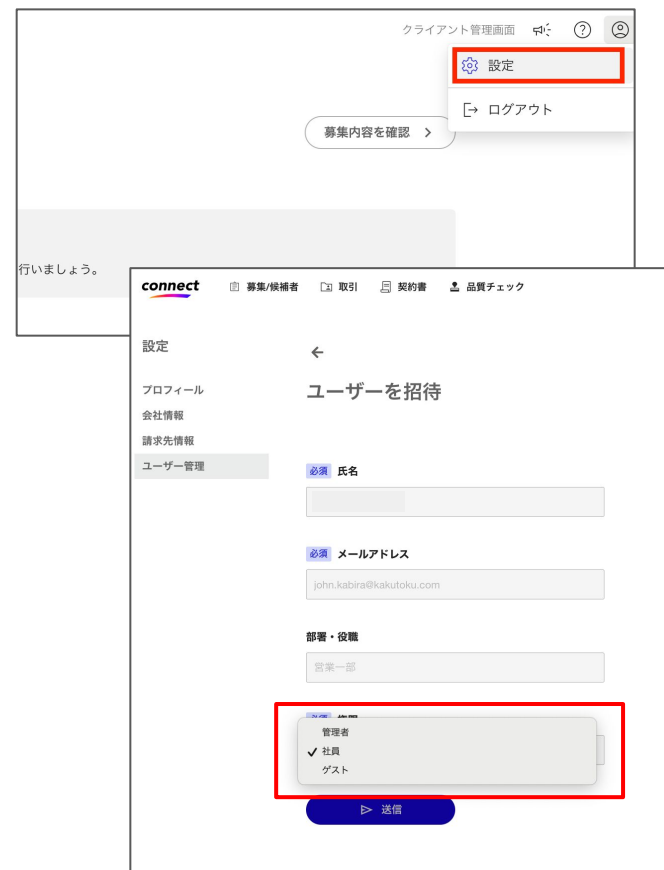 クライアント管理画面
設定
ログアウト
募集内容を確認
行いましょう。
connect 募集/候補者 取引 契約書 品質チェック
設定
プロフィール
会社情報
請求先情報
ユーザー管理
ユーザーを招待
必須 氏名
必須 メールアドレス
john.kabira@kakutoku.com
部署・役職
営業一部
管理者
社員
ゲスト
送信